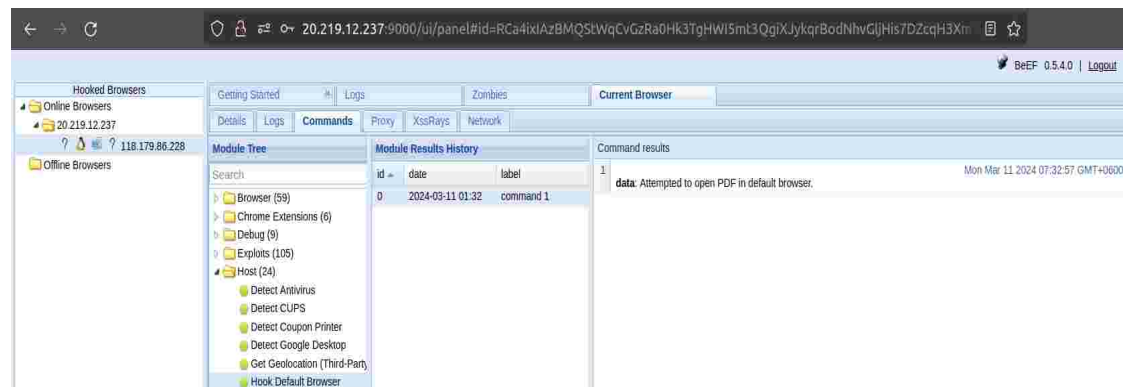 20.219.12.237:9000/ui/panel#id=RCa4ixIAzBMQStWqCvGzRa0Hk3TgHWI5mt3QgiXJykqrBodNhvGljHis7DZcqH3Xm
BeEF 0.5.4.0 | Logout
Hooked Browsers
Online Browsers
20.219.12.237
? ? 118.179.86.228
Offline Browsers
Getting Started
Logs
Zombies
Current Browser
Details
Logs
Commands
Proxy
XssRays
Network
Module Tree
Search
Browser (59)
Chrome Extensions (6)
Debug (9)
Exploits (105)
Host (24)
Detect Antivirus
Detect CUPS
Detect Coupon Printer
Detect Google Desktop
Get Geolocation (Third-Party
Hook Default Browser
Module Results History
id date label
0 2024-03-11 01:32 command 1
Command results
1 Mon Mar 11 2024 07:32:57 GMT+0600
data: Attempted to open PDF in default browser.